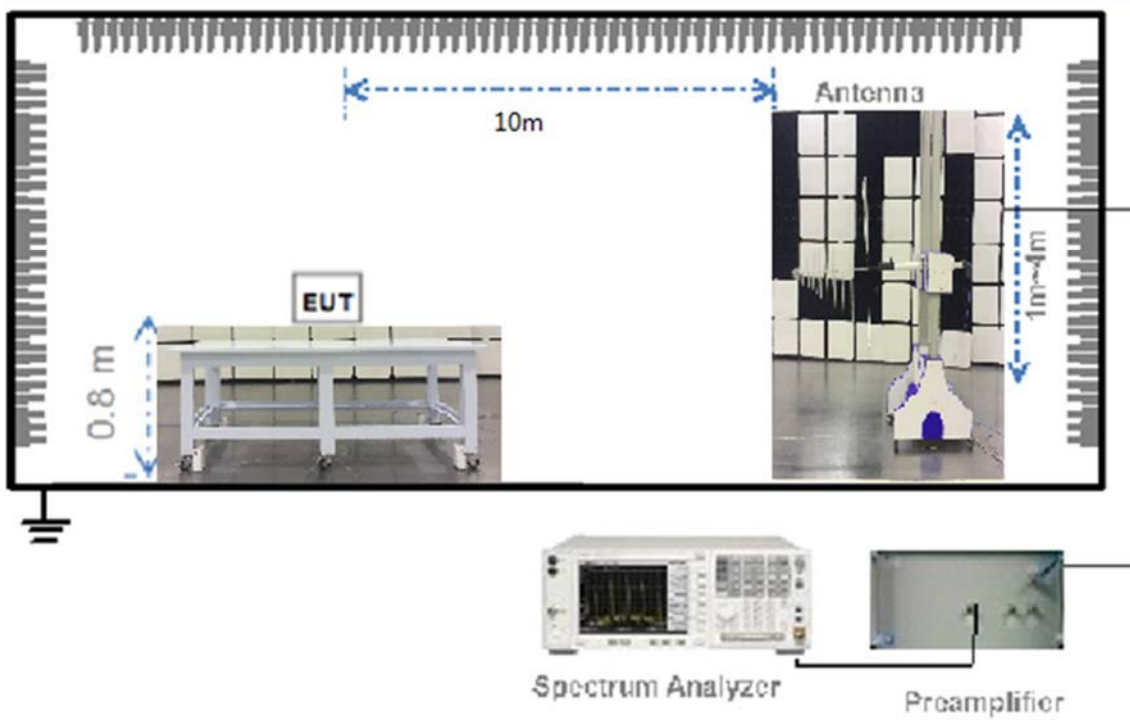 Antenna
10m
1m~4m
EUT
0.8 m
Spectrum Analyzer
Preamplifier